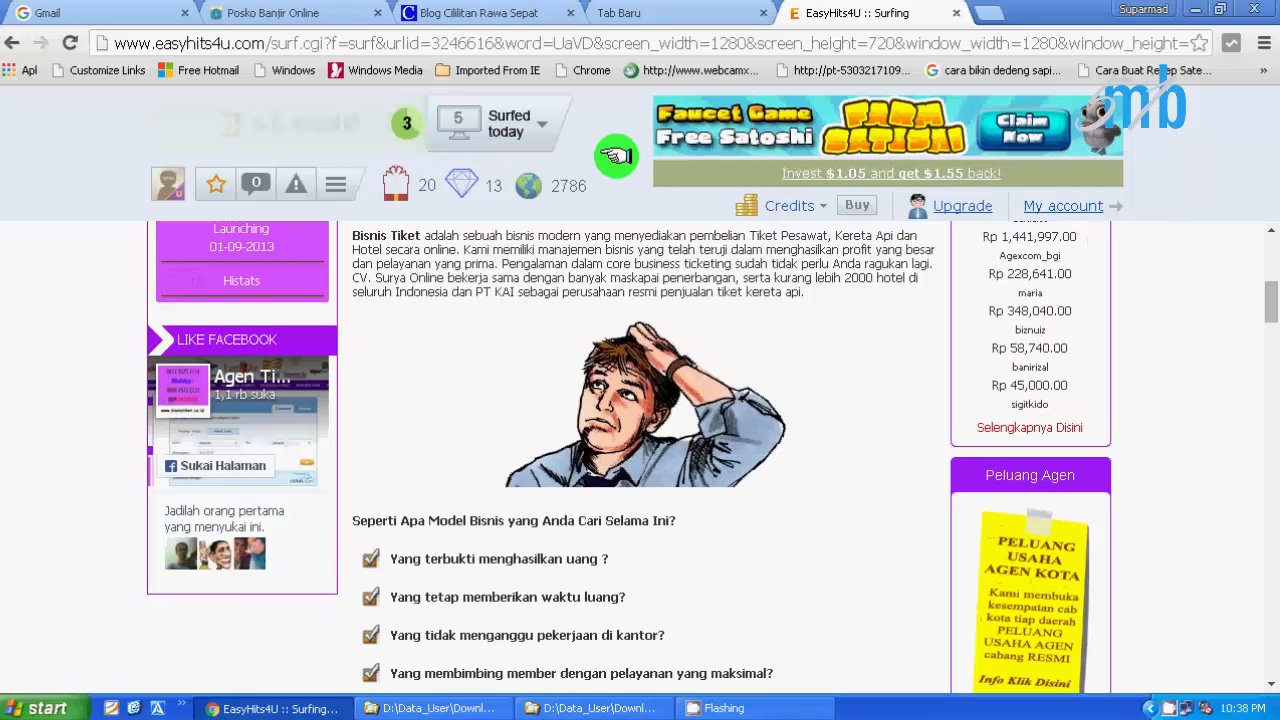 Gmail
Posko Banjir Online
Blog Cililitan Rawa Sepat
Tab Baru
EasyHits4U :: Surfing
Suparmad
www.easyhits4u.com/surf.cgi?f=surf&urlid=3246616&word=UaVD&screen_width=1280&screen_height=720&window_width=1280&window_height=
Apl
Customize Links
Free Hotmail
Windows
Windows Media
Imported From IE
Chrome
http://www.webcamx...
http://pt-5303217109...
cara bikin dedeng sapi...
Cara Buat Resep Sate...
»
3
5
Surfed
today
Faucet Game
Free Satoshi
FARM
SATOSHI
Claim
Now
mb
Invest $1.05 and get $1.55 back!
0
20
13
2786
Credits
Buy
Upgrade
My account
Launching
01-09-2013
Histats
LIKE FACEBOOK
Agen Ti...
1,1 rb suka
www.bisnistiket.co.id
Sukai Halaman
Jadilah orang pertama
yang menyukai ini.
Bisnis Tiket adalah sebuah bisnis modern yang menyediakan pembelian Tiket Pesawat, Kereta Api dan
Hotel secara online. Kami memiliki manajemen bisnis yang telah teruji dalam menghasilkan profit yang besar
dan pelayanan yang prima. Pengalaman dalam core business ticketing sudah tidak perlu Anda ragukan lagi.
CV. Surya Online bekerja sama dengan banyak maskapai penerbangan, serta kurang lebih 2000 hotel di
seluruh Indonesia dan PT KAI sebagai perusahaan resmi penjualan tiket kereta api.
Seperti Apa Model Bisnis yang Anda Cari Selama Ini?
Yang terbukti menghasilkan uang ?
Yang tetap memberikan waktu luang?
Yang tidak menganggu pekerjaan di kantor?
Yang membimbing member dengan pelayanan yang maksimal?
Rp 1,441,997.00
Agexcom_bgi
Rp 228,641.00
maria
Rp 348,040.00
biznuiz
Rp 58,740.00
banirizal
Rp 45,000.00
sigitkido
Selengkapnya Disini
Peluang Agen
PELUANG
USAHA
AGEN KOTA
Kami membuka
kesempatan cab
kota tiap daerah
PELUANG
USAHA AGEN
cabang RESMI
Info Klik Disini
start
EasyHits4U :: Surfing...
D:\Data_User\Downl...
D:\Data_User\Downl...
Flashing
10:38 PM